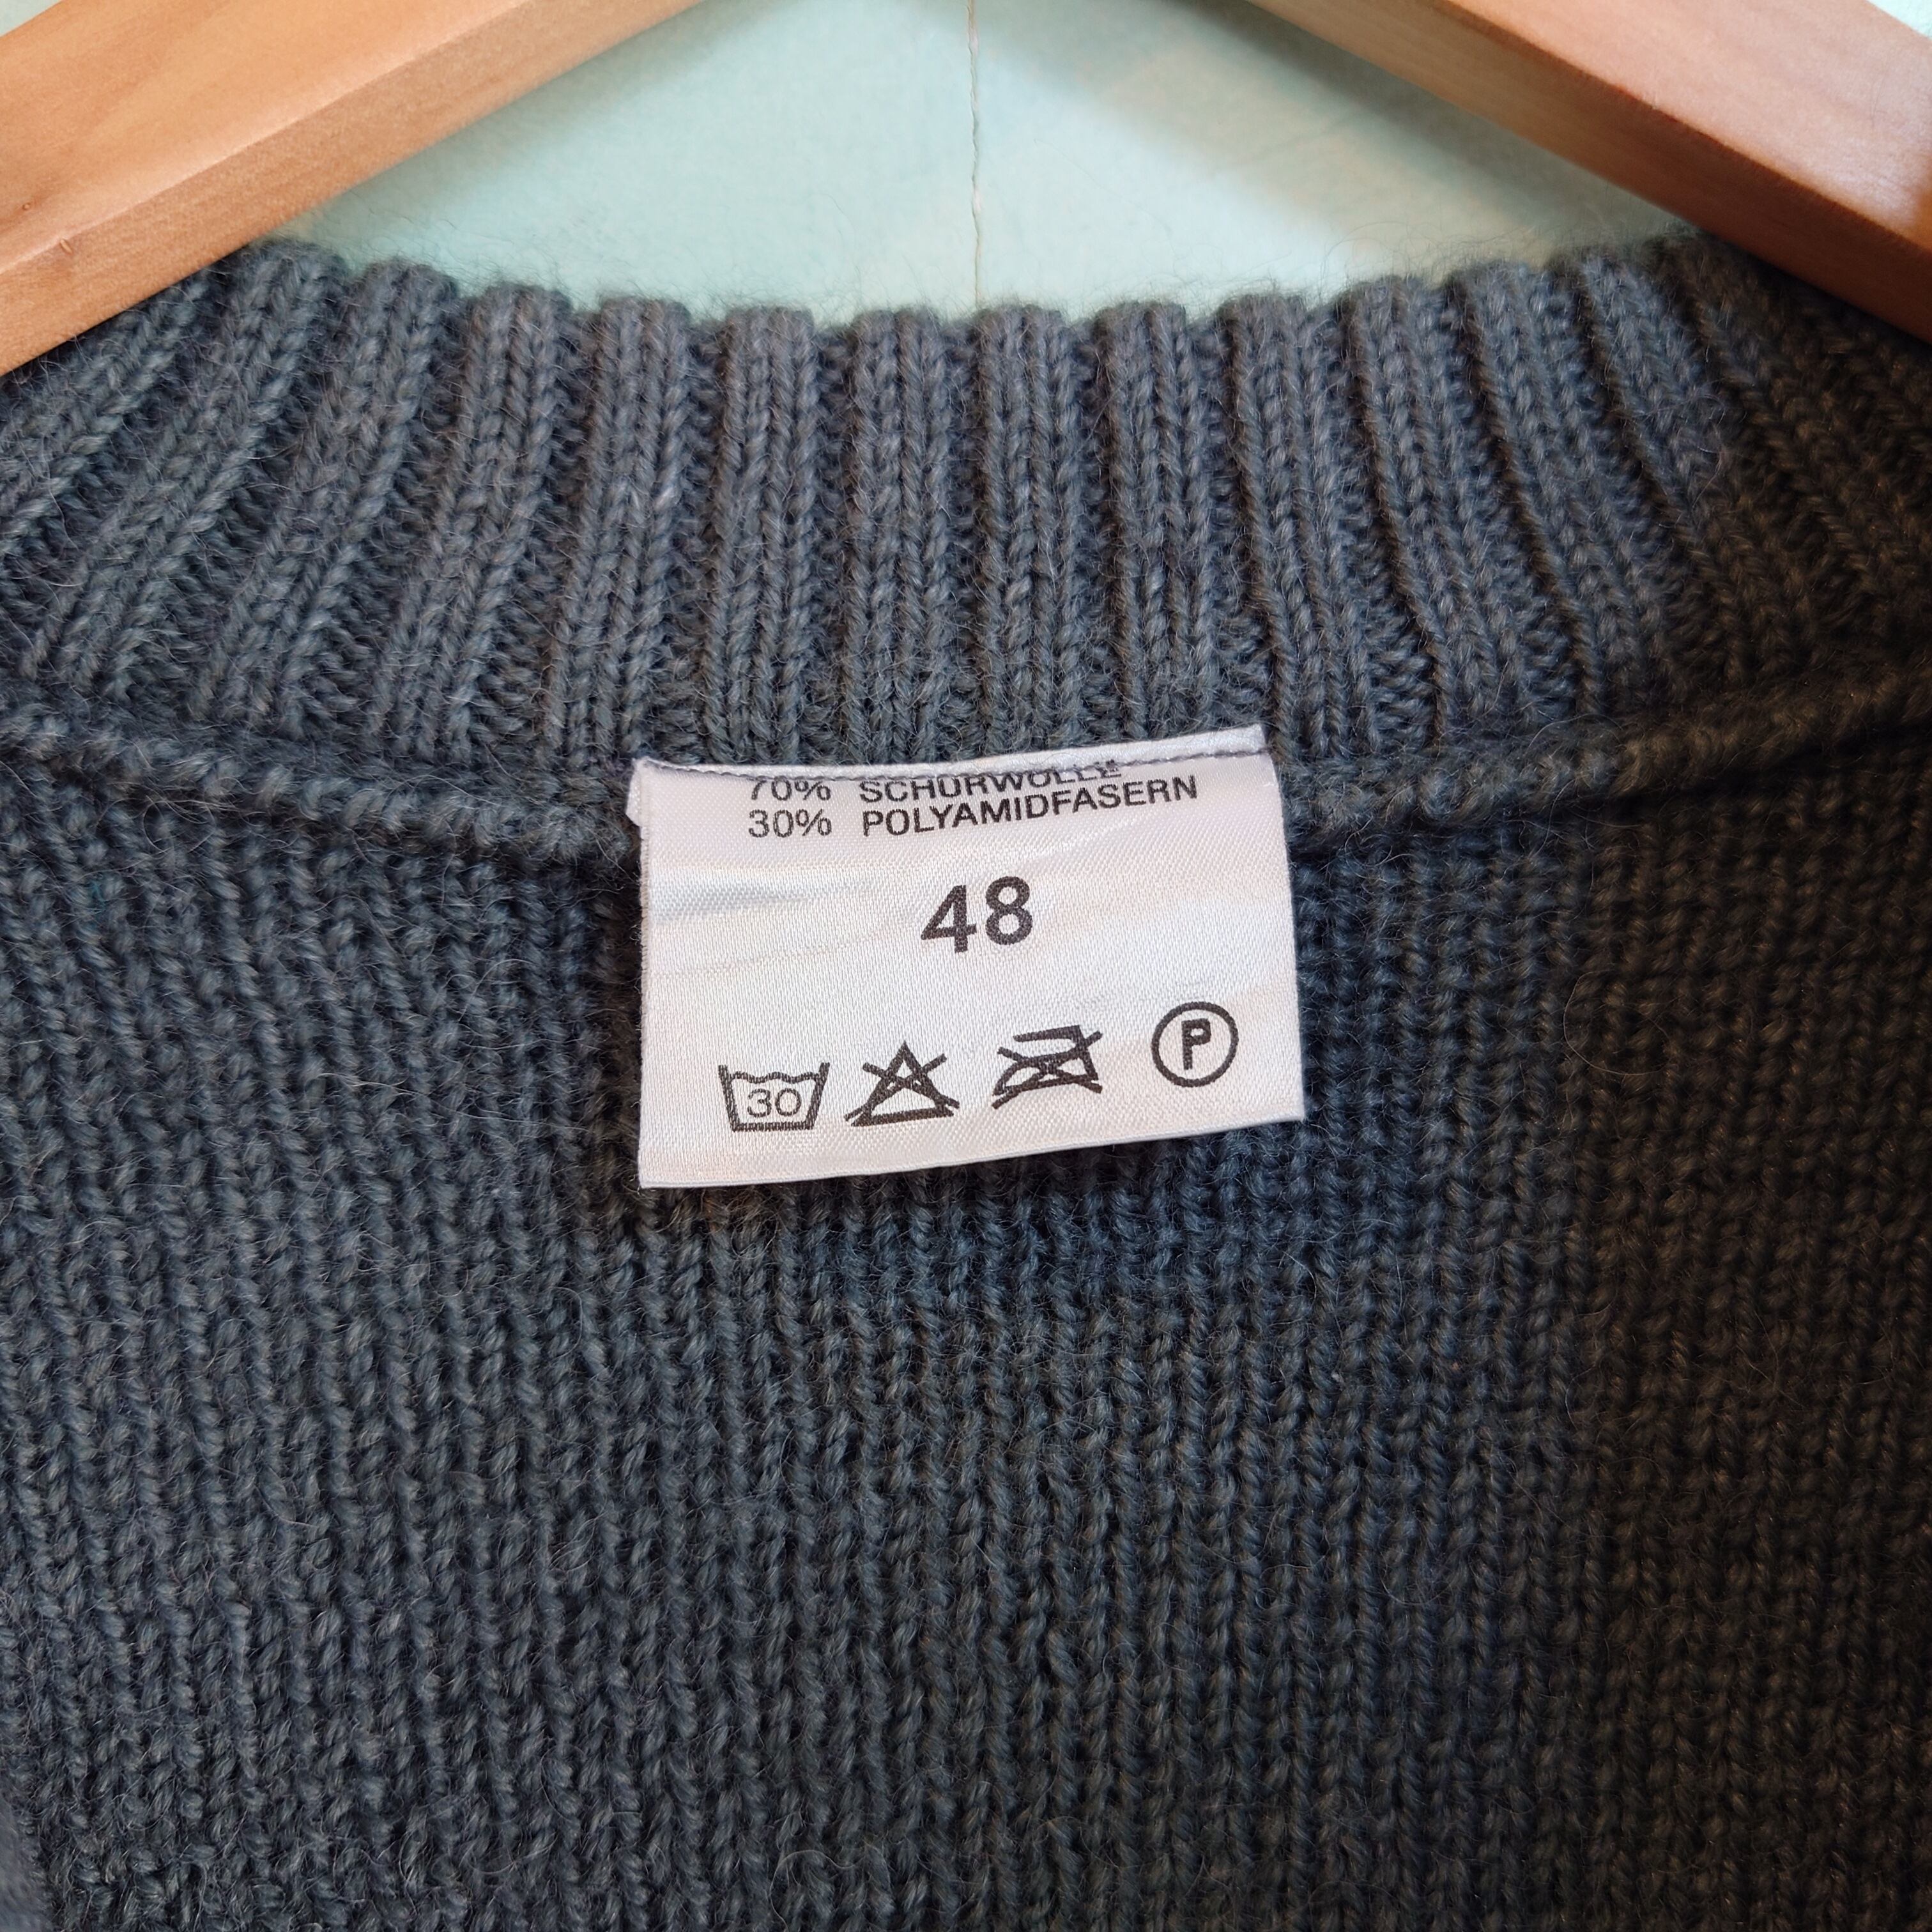 70% SCHURWOLLE
30% POLYAMIDFASERN
48
30 P